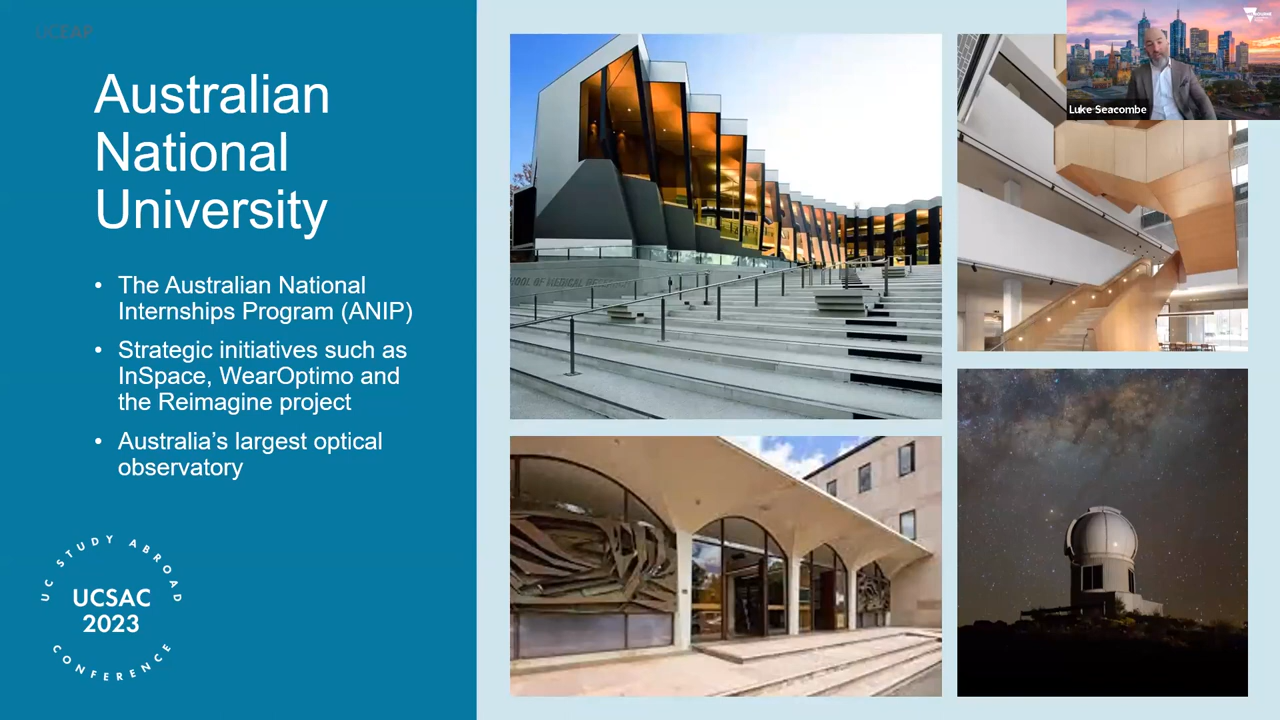 UCEAP
Australian
National
University
• The Australian National
Internships Program (ANIP)
• Strategic initiatives such as
InSpace, WearOptimo and
the Reimagine project
• Australia's largest optical
observatory
UC STUDY ABROAD
UCSAC
2023
CONFERENCE
Luke Seacombe